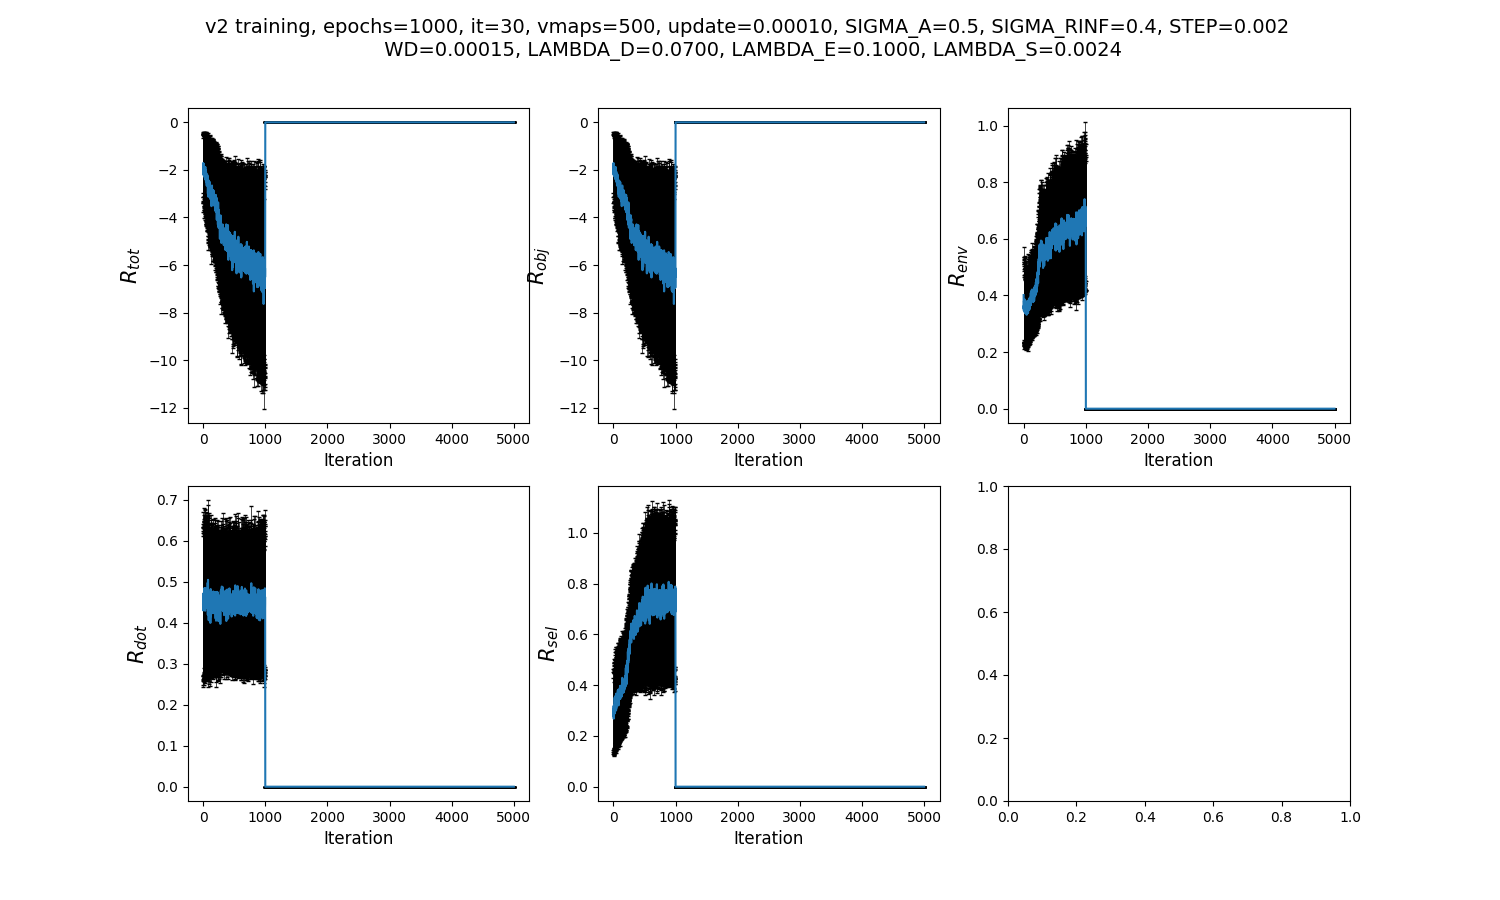 v2 training, epochs=1000, it=30, vmaps=500, update=0.00010, SIGMA_A=0.5, SIGMA_RINF=0.4, STEP=0.002
WD=0.00015, LAMBDA_D=0.0700, LAMBDA_E=0.1000, LAMBDA_S=0.0024
R_tot
0
−2
−4
−6
−8
−10
−12
0 1000 2000 3000 4000 5000
Iteration
R_obj
0
−2
−4
−6
−8
−10
−12
0 1000 2000 3000 4000 5000
Iteration
R_env
1.0
0.8
0.6
0.4
0.2
0.0
0 1000 2000 3000 4000 5000
Iteration
R_dot
0.7
0.6
0.5
0.4
0.3
0.2
0.1
0.0
0 1000 2000 3000 4000 5000
Iteration
R_sel
1.0
0.8
0.6
0.4
0.2
0.0
0 1000 2000 3000 4000 5000
Iteration
1.0
0.8
0.6
0.4
0.2
0.0
0.0 0.2 0.4 0.6 0.8 1.0